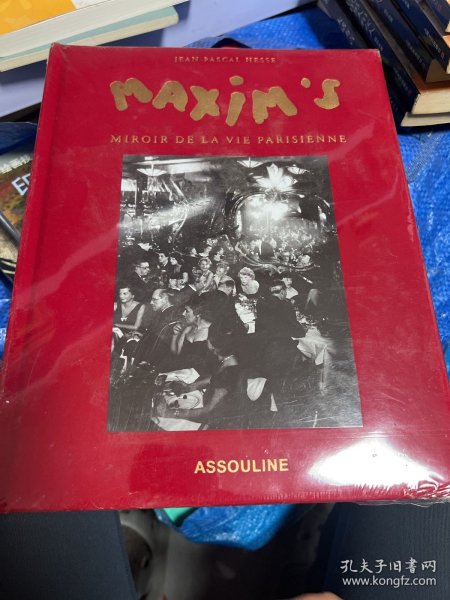 JEAN-PASCAL HESSE
MAXIM'S
MIROIR DE LA VIE PARISIENNE
ASSOULINE
孔夫子旧书网
www.kongfz.com